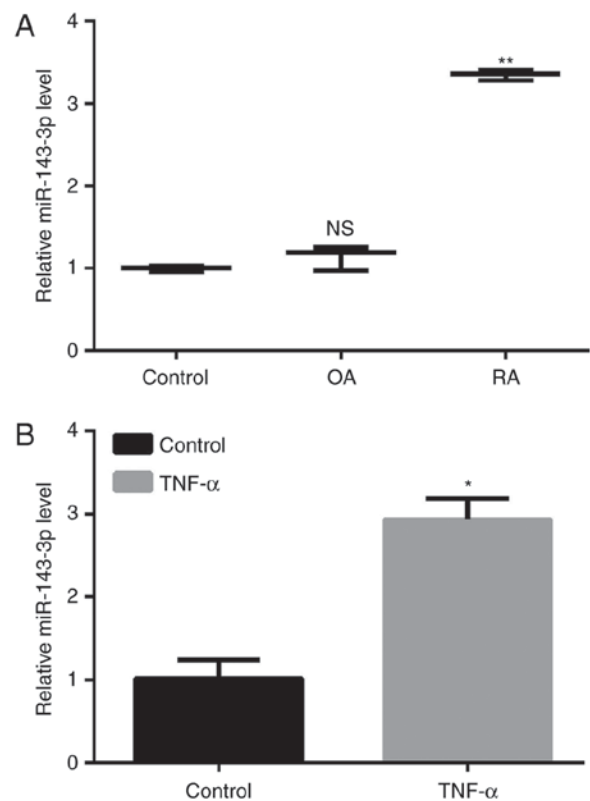 A
Relative miR-143-3p level
4
3
2
1
0
NS
**
Control OA RA
B
Relative miR-143-3p level
4
3
2
1
0
Control
TNF-α
*
Control TNF-α